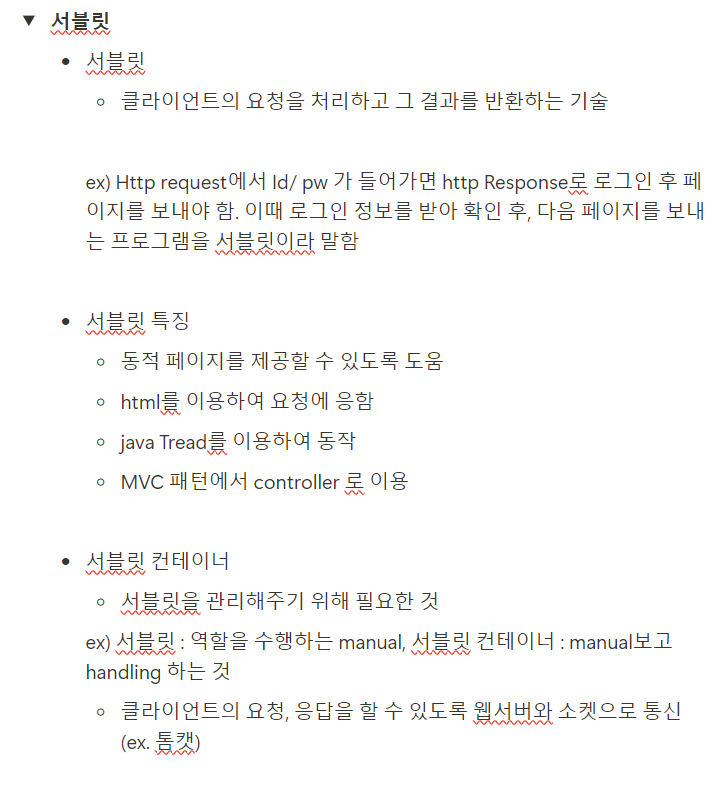 서블릿
서블릿
클라이언트의 요청을 처리하고 그 결과를 반환하는 기술
ex) Http request에서 Id/ pw 가 들어가면 http Response로 로그인 후 페
이지를 보내야 함. 이때 로그인 정보를 받아 확인 후, 다음 페이지를 보내
는 프로그램을 서블릿이라 말함
서블릿 특징
동적 페이지를 제공할 수 있도록 도움
html를 이용하여 요청에 응함
java Tread를 이용하여 동작
MVC 패턴에서 controller 로 이용
서블릿 컨테이너
서블릿을 관리해주기 위해 필요한 것
ex) 서블릿 : 역할을 수행하는 manual, 서블릿 컨테이너 : manual보고
handling 하는 것
클라이언트의 요청, 응답을 할 수 있도록 웹서버와 소켓으로 통신
(ex. 톰캣)